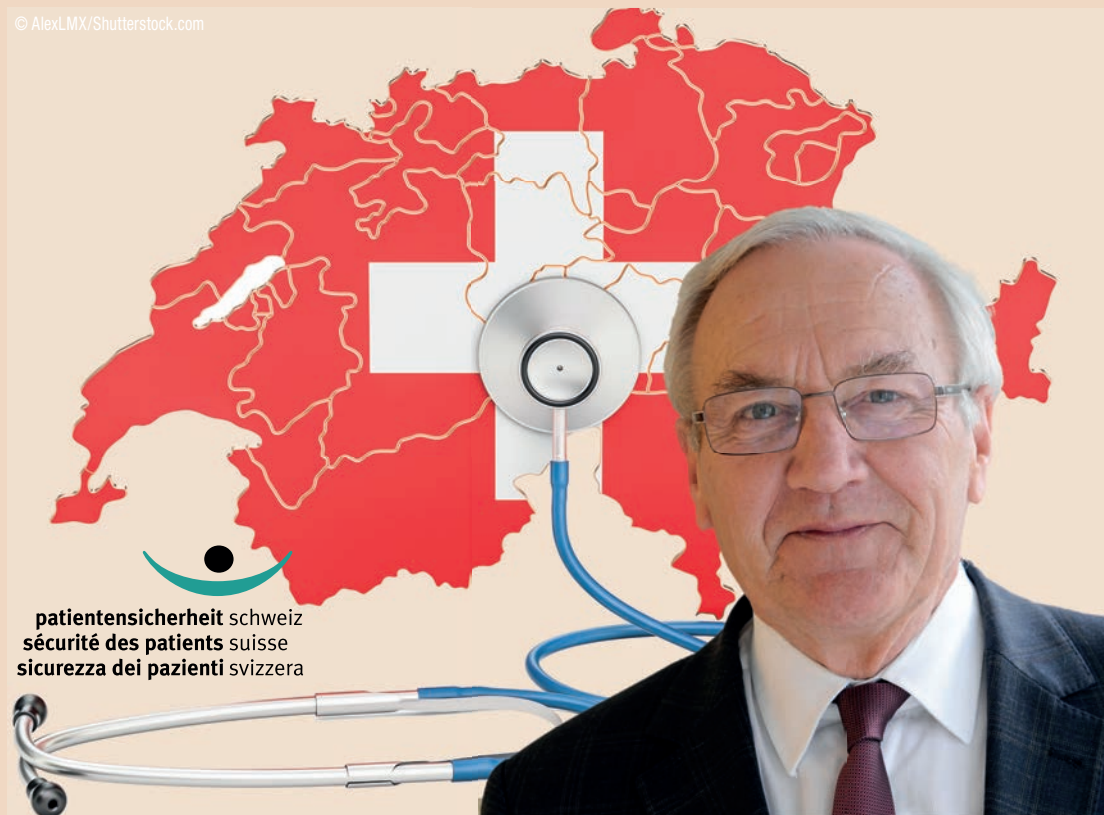 © AlexLMX/Shutterstock.com
patientensicherheit schweiz
sécurité des patients suisse
sicurezza dei pazienti svizzera